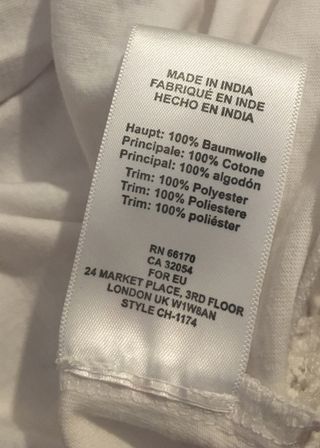 MADE IN INDIA
FABRIQUÉ EN INDE
HECHO EN INDIA
Haupt: 100% Baumwolle
Principale: 100% Cotone
Principal: 100% algodón
Trim: 100% Polyester
Trim: 100% Poliestere
Trim: 100% poliéster
RN 66170
CA 32054
FOR EU
24 MARKET PLACE, 3RD FLOOR
LONDON UK W1W8AN
STYLE CH-1174